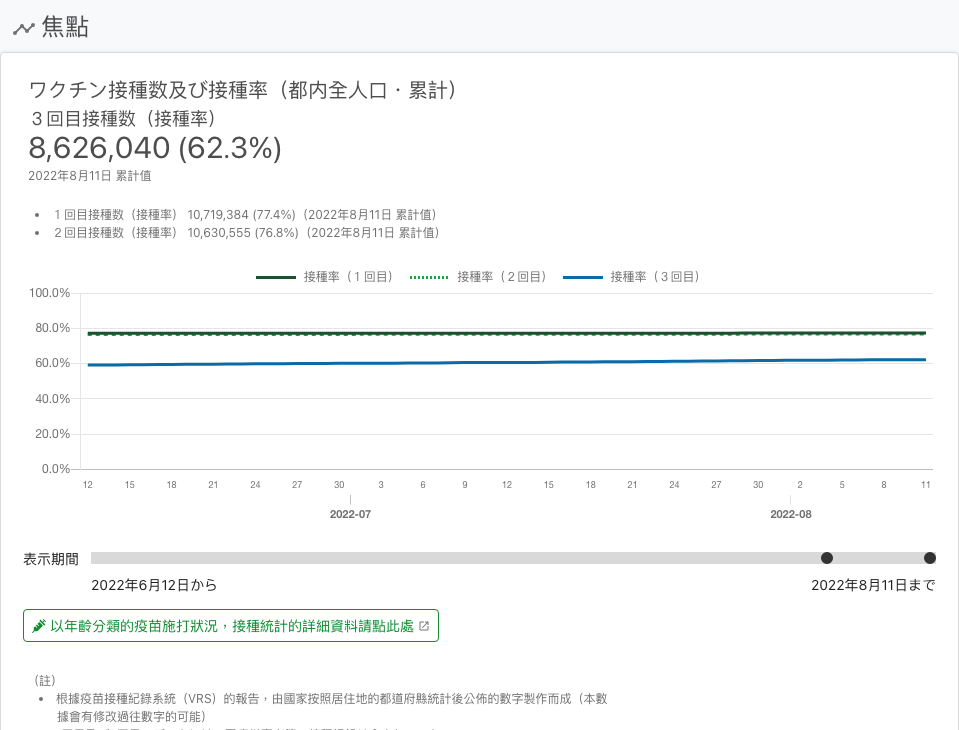 焦點
ワクチン接種数及び接種率（都内全人口・累計）
３回目接種数（接種率）
8,626,040 (62.3%)
2022年8月11日 累計值
• １回目接種数（接種率） 10,719,384 (77.4%)（2022年8月11日 累計值）
• ２回目接種数（接種率） 10,630,555 (76.8%)（2022年8月11日 累計值）
接種率（１回目） 接種率（２回目） 接種率（３回目）
100.0%
80.0%
60.0%
40.0%
20.0%
0.0%
12 15 18 21 24 27 30 3 6 9 12 15 18 21 24 27 30 2 5 8 11
2022-07 2022-08
表示期間
2022年6月12日から 2022年8月11日まで
以年齡分類的疫苗施打狀況，接種統計的詳細資料請點此處
（註）
• 根據疫苗接種紀錄系統（VRS）的報告，由國家按照居住地的都道府縣統計後公佈的數字製作而成（本數
據會有修改過往數字的可能）